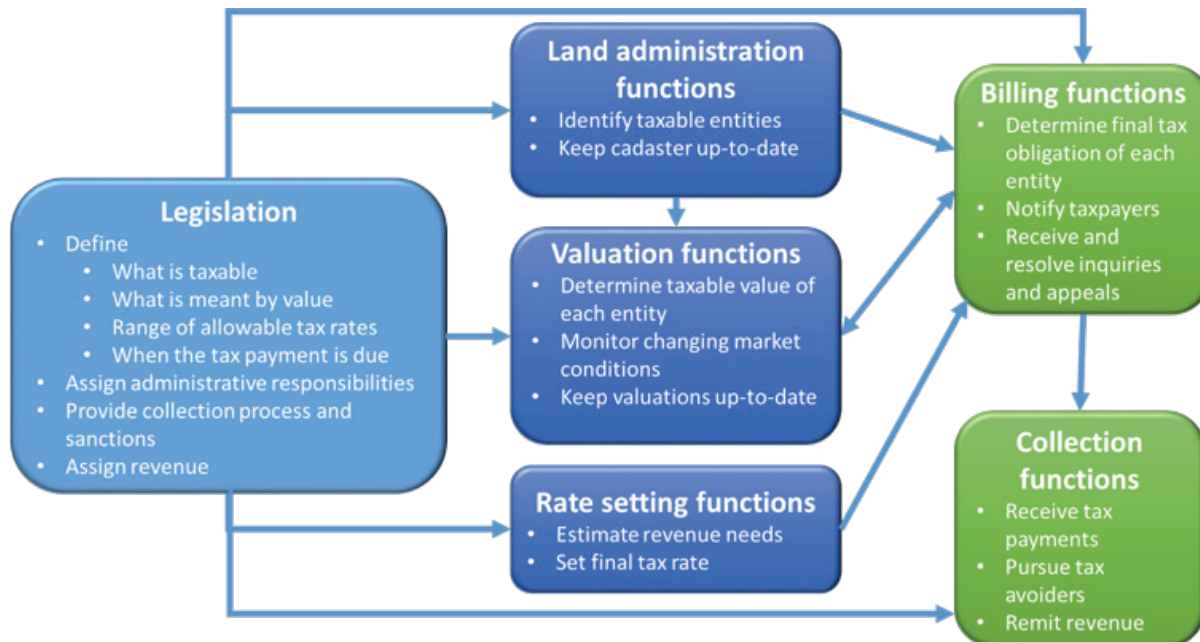 Legislation
• Define
• What is taxable
• What is meant by value
• Range of allowable tax rates
• When the tax payment is due
• Assign administrative responsibilities
• Provide collection process and
sanctions
• Assign revenue
Land administration
functions
• Identify taxable entities
• Keep cadaster up-to-date
Valuation functions
• Determine taxable value of
each entity
• Monitor changing market
conditions
• Keep valuations up-to-date
Rate setting functions
• Estimate revenue needs
• Set final tax rate
Billing functions
• Determine final tax
obligation of each
entity
• Notify taxpayers
• Receive and
resolve inquiries
and appeals
Collection
functions
• Receive tax
payments
• Pursue tax
avoiders
• Remit revenue